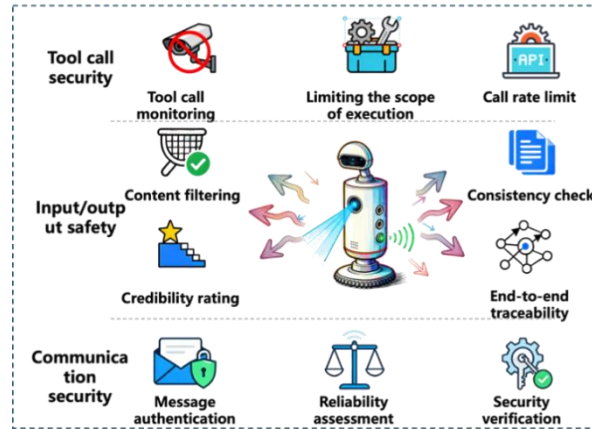 Tool call
security
Tool call
monitoring
Limiting the scope
of execution
API
Call rate limit
Input/outp
ut safety
Content filtering
Consistency check
Credibility rating
End-to-end
traceability
Communica
tion
security
Message
authentication
Reliability
assessment
Security
verification